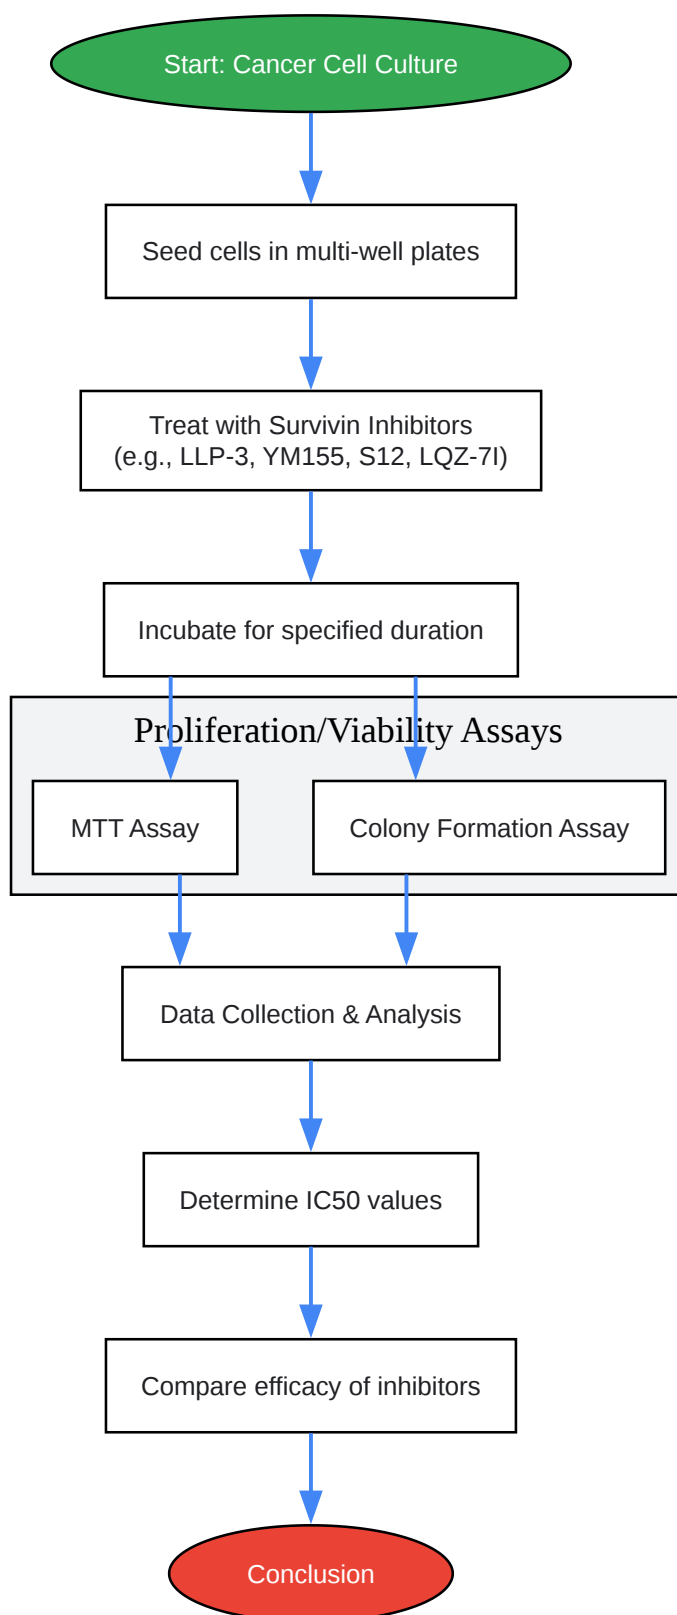 Start: Cancer Cell Culture
Seed cells in multi-well plates
Treat with Survivin Inhibitors
(e.g., LLP-3, YM155, S12, LQZ-7I)
Incubate for specified duration
Proliferation/Viability Assays
MTT Assay
Colony Formation Assay
Data Collection & Analysis
Determine IC50 values
Compare efficacy of inhibitors
Conclusion